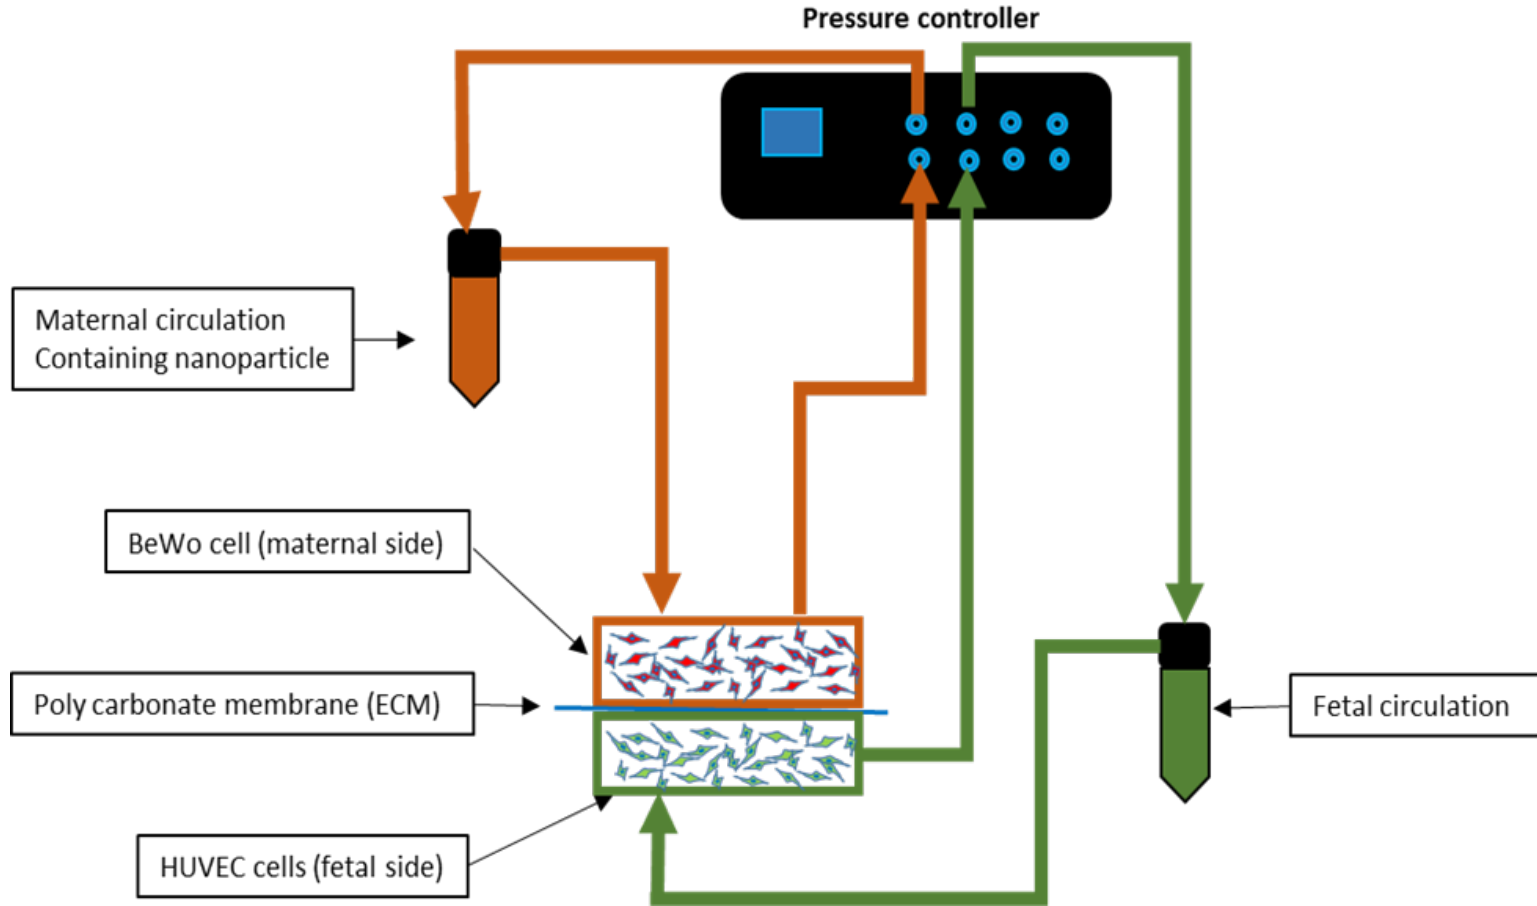 Pressure controller
Maternal circulation
Containing nanoparticle
BeWo cell (maternal side)
Poly carbonate membrane (ECM)
Fetal circulation
HUVEC cells (fetal side)